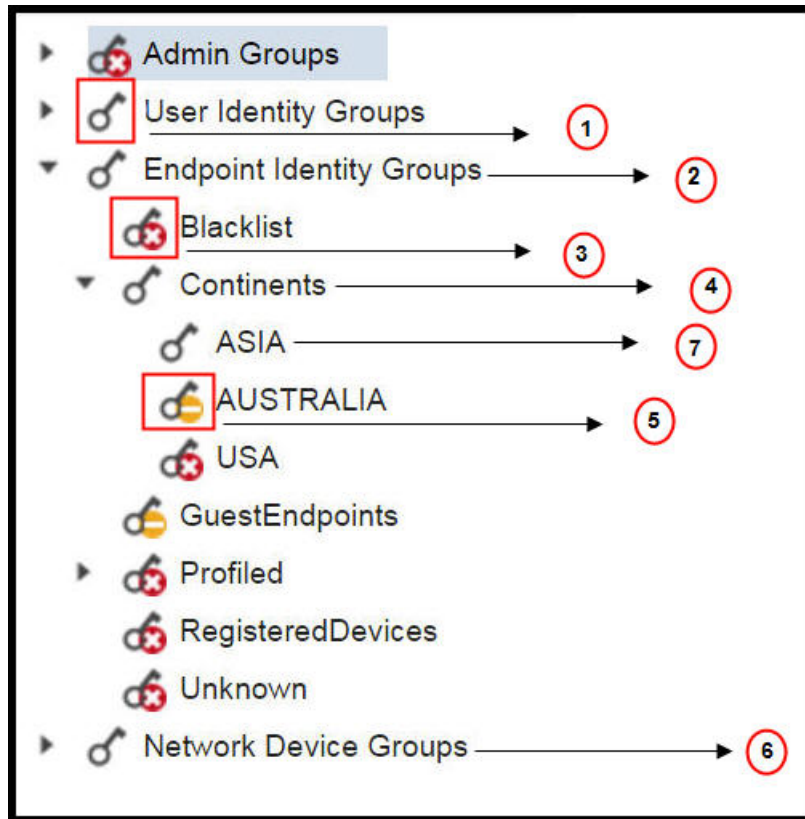 Admin Groups
User Identity Groups
1
Endpoint Identity Groups
2
Blacklist
3
Continents
4
ASIA
7
AUSTRALIA
5
USA
GuestEndpoints
Profiled
RegisteredDevices
Unknown
Network Device Groups
6